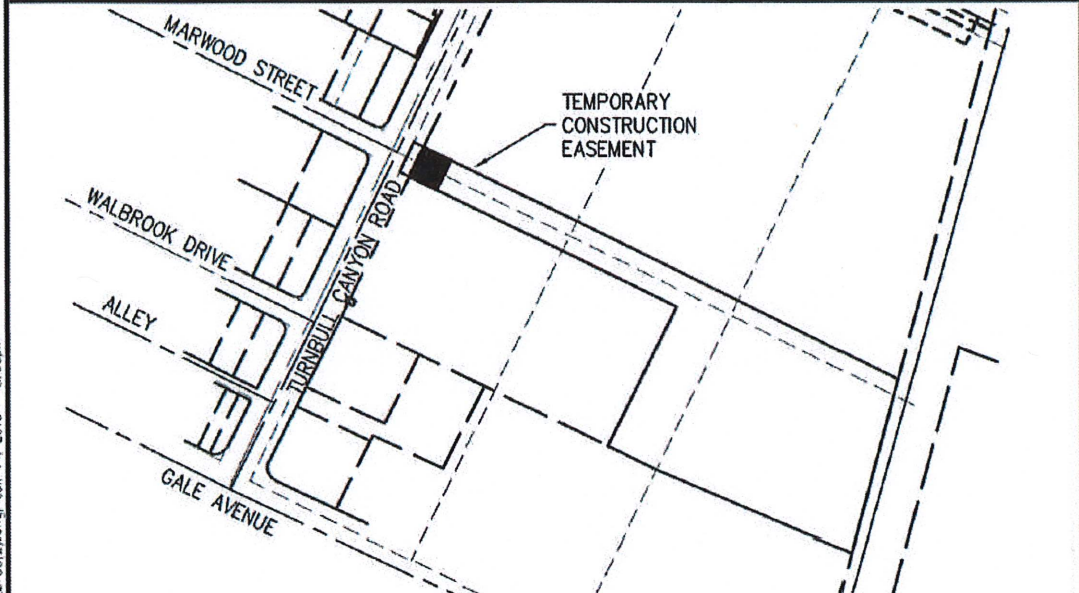 MARWOOD STREET
TEMPORARY
CONSTRUCTION
EASEMENT
WALBROOK DRIVE
TURNBULL CANYON ROAD
ALLEY
GALE AVENUE